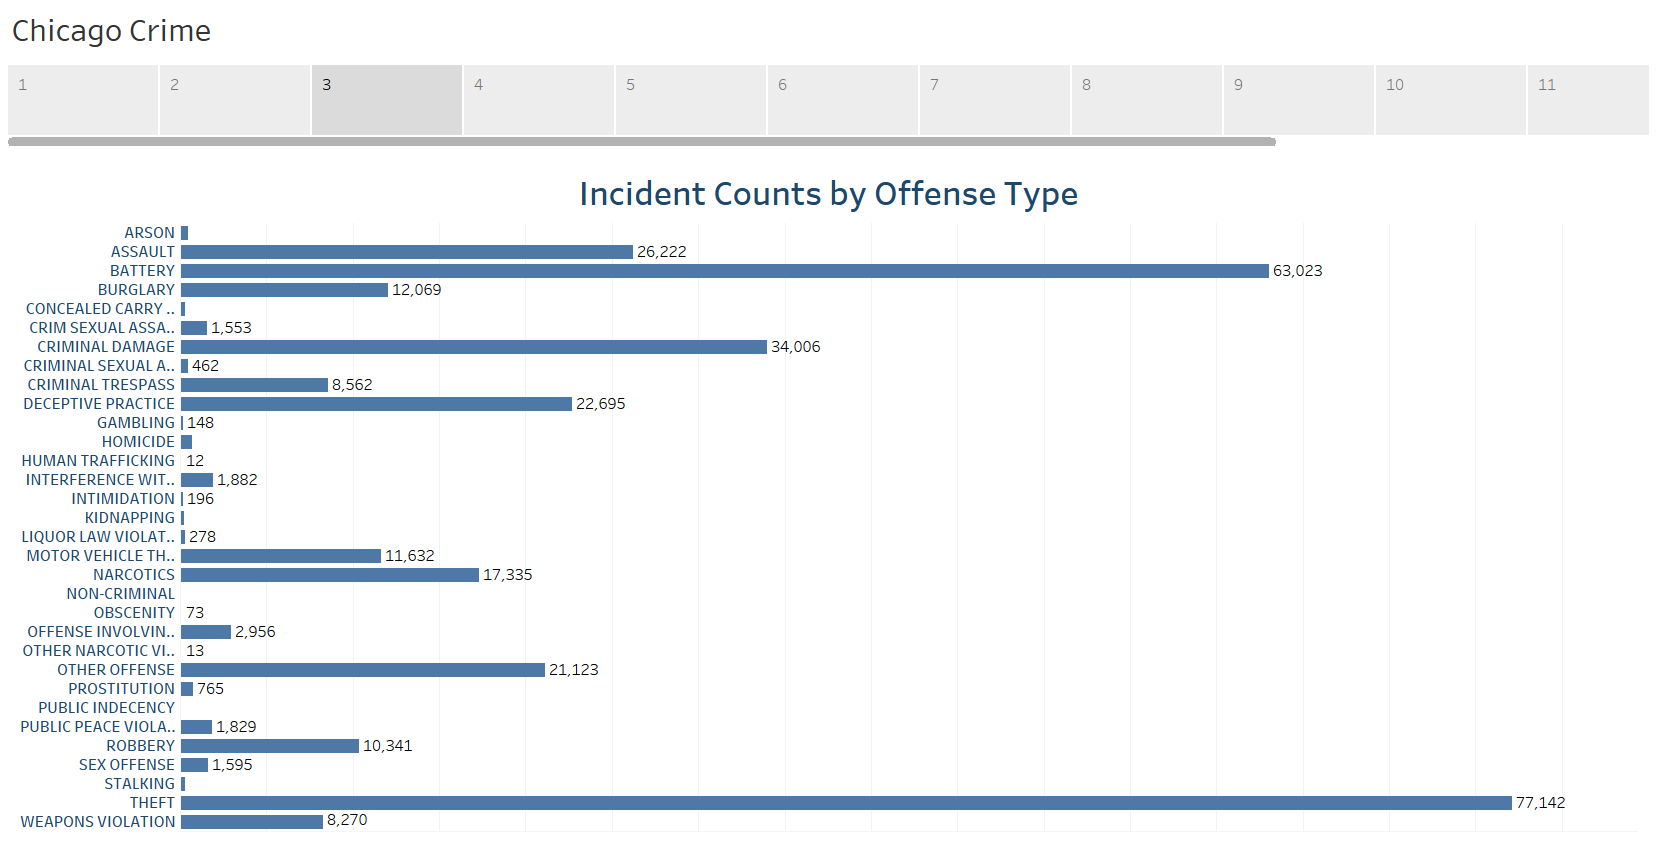 Chicago Crime
1 2 3 4 5 6 7 8 9 10 11
Incident Counts by Offense Type
ARSON
ASSAULT 26,222
BATTERY 63,023
BURGLARY 12,069
CONCEALED CARRY ..
CRIM SEXUAL ASSA.. 1,553
CRIMINAL DAMAGE 34,006
CRIMINAL SEXUAL A.. 462
CRIMINAL TRESPASS 8,562
DECEPTIVE PRACTICE 22,695
GAMBLING 148
HOMICIDE
HUMAN TRAFFICKING 12
INTERFERENCE WIT.. 1,882
INTIMIDATION 196
KIDNAPPING
LIQUOR LAW VIOLAT.. 278
MOTOR VEHICLE TH.. 11,632
NARCOTICS 17,335
NON-CRIMINAL
OBSCENITY 73
OFFENSE INVOLVIN.. 2,956
OTHER NARCOTIC VI.. 13
OTHER OFFENSE 21,123
PROSTITUTION 765
PUBLIC INDECENCY
PUBLIC PEACE VIOLA.. 1,829
ROBBERY 10,341
SEX OFFENSE 1,595
STALKING
THEFT 77,142
WEAPONS VIOLATION 8,270